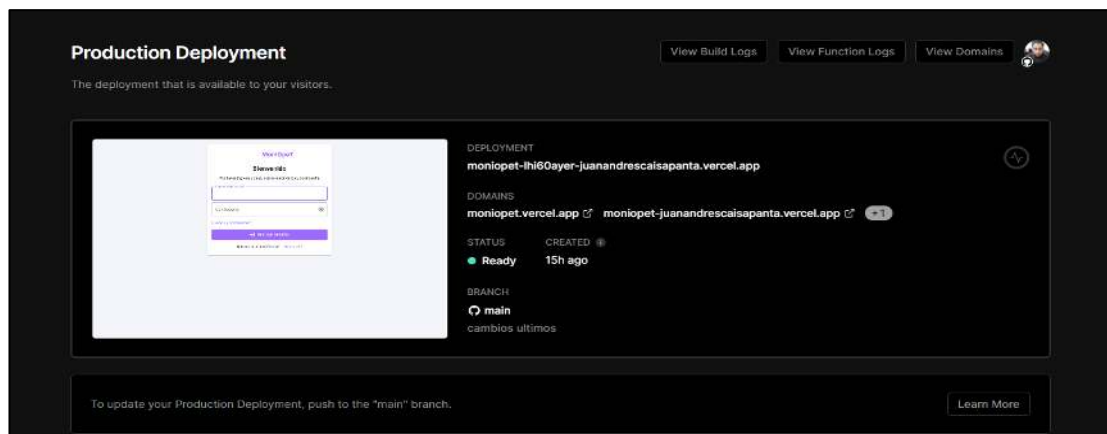 Production Deployment
View Build Logs
View Function Logs
View Domains
The deployment that is available to your visitors.
DEPLOYMENT
moniopet-lhi60ayer-juanandrescaisapanta.vercel.app
DOMAINS
moniopet.vercel.app moniopet-juanandrescaisapanta.vercel.app +1
STATUS CREATED
Ready 15h ago
BRANCH
main
cambios ultimos
To update your Production Deployment, push to the "main" branch.
Learn More